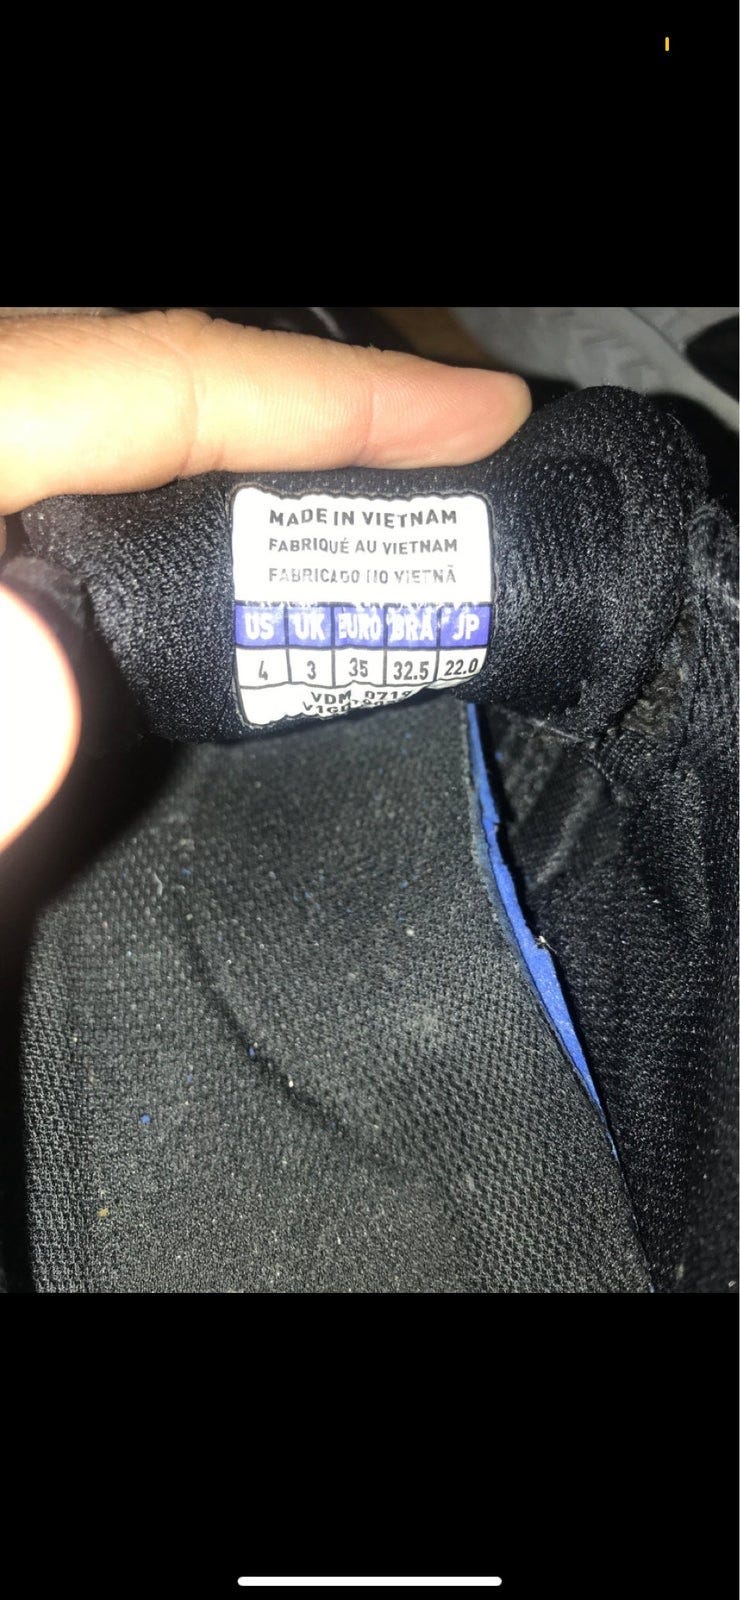 MADE IN VIETNAM
FABRIQUÉ AU VIETNAM
FABRICADO NO VIETNÃ
US UK EURO BRA JP
4 3 35 32.5 22.0
VDM